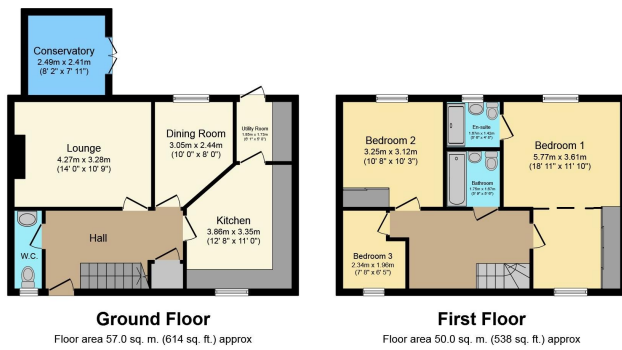 Conservatory
2.49m x 2.41m
(8' 2" x 7' 11")
Lounge
4.27m x 3.28m
(14' 0" x 10' 9")
Dining Room
3.05m x 2.44m
(10' 0" x 8' 0")
Utility Room
1.85m x 1.73m
Kitchen
3.86m x 3.35m
(12' 8" x 11' 0")
Hall
W.C.
Ground Floor
Floor area 57.0 sq. m. (614 sq. ft.) approx
Bedroom 2
3.25m x 3.12m
(10' 8" x 10' 3")
En-suite
Bedroom 1
5.77m x 3.61m
(18' 11" x 11' 10")
Bathroom
Bedroom 3
2.34m x 1.96m
(7' 8" x 6' 5")
First Floor
Floor area 50.0 sq. m. (538 sq. ft.) approx